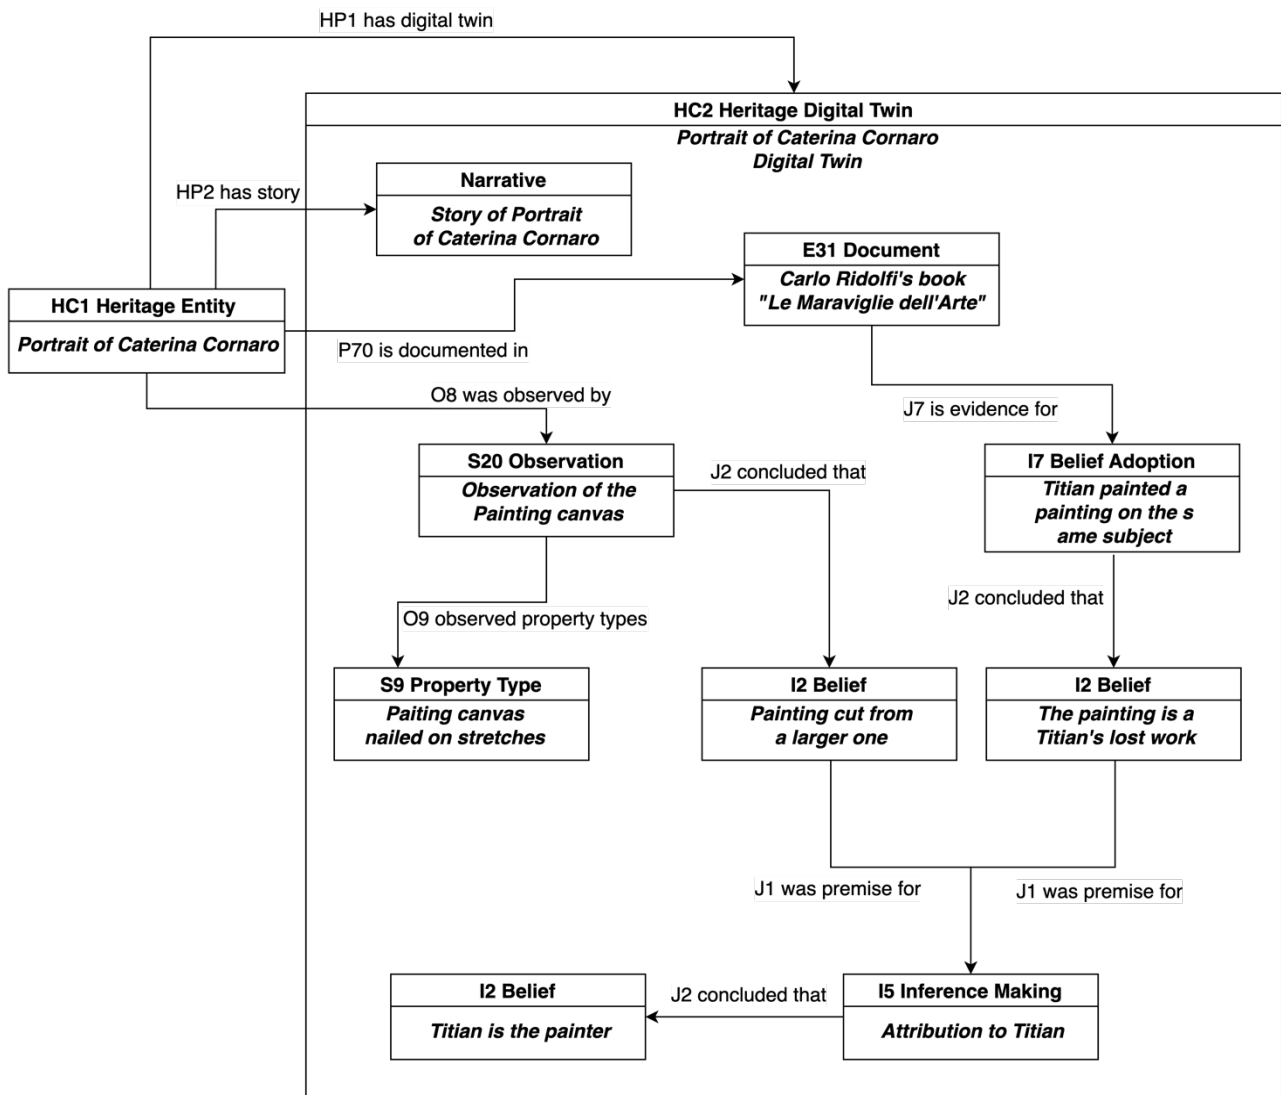 HP1 has digital twin
HC2 Heritage Digital Twin
Portrait of Caterina Cornaro
Digital Twin
Narrative
HP2 has story
Story of Portrait
of Caterina Cornaro
E31 Document
Carlo Ridolfi's book
"Le Maraviglie dell'Arte"
HC1 Heritage Entity
Portrait of Caterina Cornaro
P70 is documented in
O8 was observed by
J7 is evidence for
S20 Observation
Observation of the
Painting canvas
J2 concluded that
I7 Belief Adoption
Titian painted a
painting on the s
ame subject
J2 concluded that
O9 observed property types
S9 Property Type
Paiting canvas
nailed on stretches
I2 Belief
Painting cut from
a larger one
I2 Belief
The painting is a
Titian's lost work
J1 was premise for
J1 was premise for
I2 Belief
Titian is the painter
J2 concluded that
I5 Inference Making
Attribution to Titian